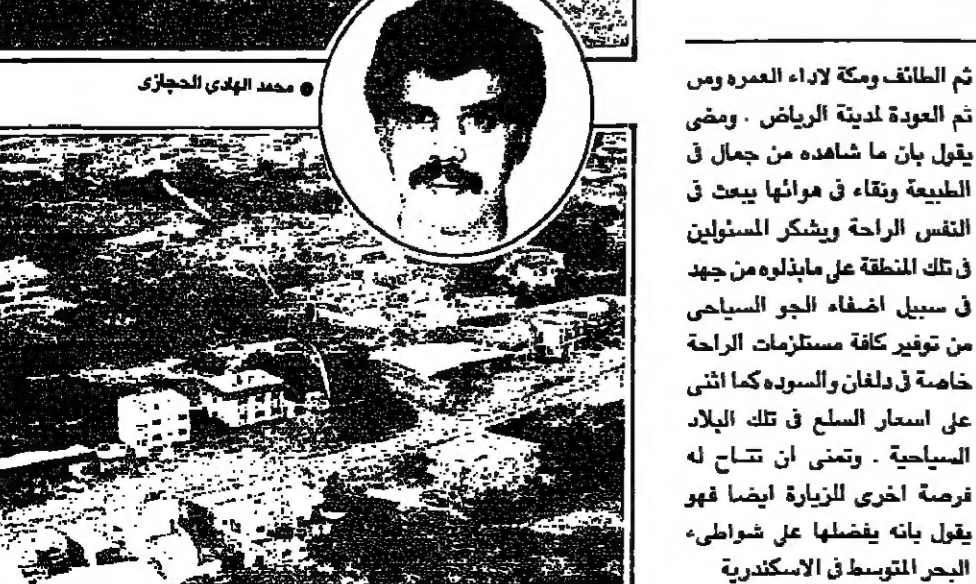 ● محمد الهادي الحجازى
ثم الطائف ومكة لاداء العمره ومن
ثم العودة لمدينة الرياض . ومضى
يقول بان ما شاهده من جمال فى
الطبيعة ونقاء فى هوائها يبعث فى
النفس الراحة ويشكر المسئولين
فى تلك المنطقة على مابذلوه من جهد
فى سبيل اضفاء الجو السياحى
من توفير كافة مستلزمات الراحة
خاصة فى دلغان والسوده كما اثنى
على اسعار السلع فى تلك البلاد
السياحية . وتمنى ان تتاح له
فرصة اخرى للزيارة ايضا فهو
يقول بانه يفضلها على شواطىء
البحر المتوسط فى الاسكندرية